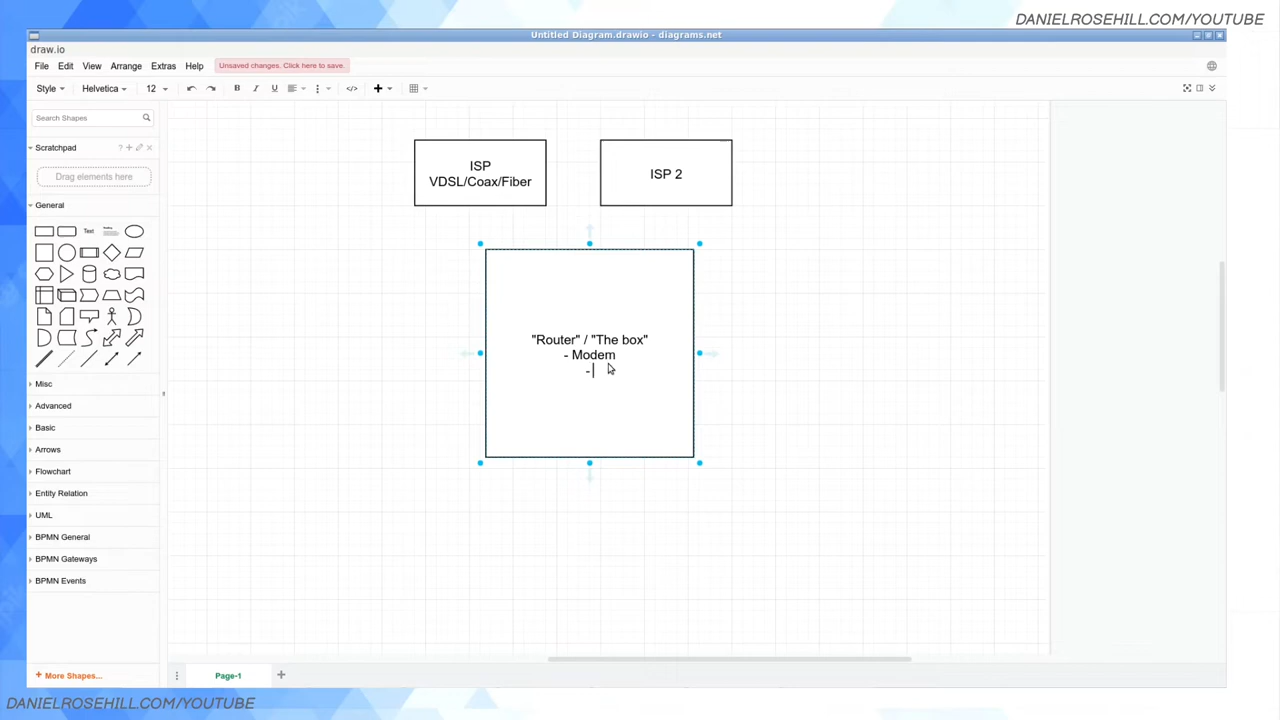 DANIELROSEHILL.COM/YOUTUBE
Untitled Diagram.drawio - diagrams.net
draw.io
File Edit View Arrange Extras Help Unsaved changes. Click here to save.
Style Helvetica 12 B I U
Search Shapes
Scratchpad
Drag elements here
General
Text
Misc
Advanced
Basic
Arrows
Flowchart
Entity Relation
UML
BPMN General
BPMN Gateways
BPMN Events
+ More Shapes...
ISP
VDSL/Coax/Fiber
ISP 2
"Router" / "The box"
- Modem
-
Page-1
DANIELROSEHILL.COM/YOUTUBE